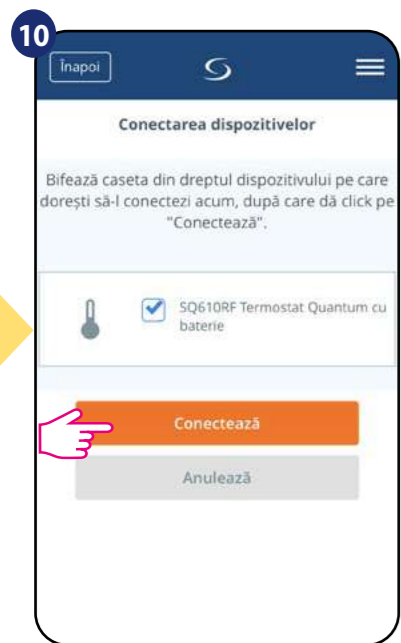 10
Înapoi
Conectarea dispozitivelor
Bifează caseta din dreptul dispozitivului pe care
dorești să-l conectezi acum, după care dă click pe
"Conectează".
SQ610RF Termostat Quantum cu
baterie
Conectează
Anulează